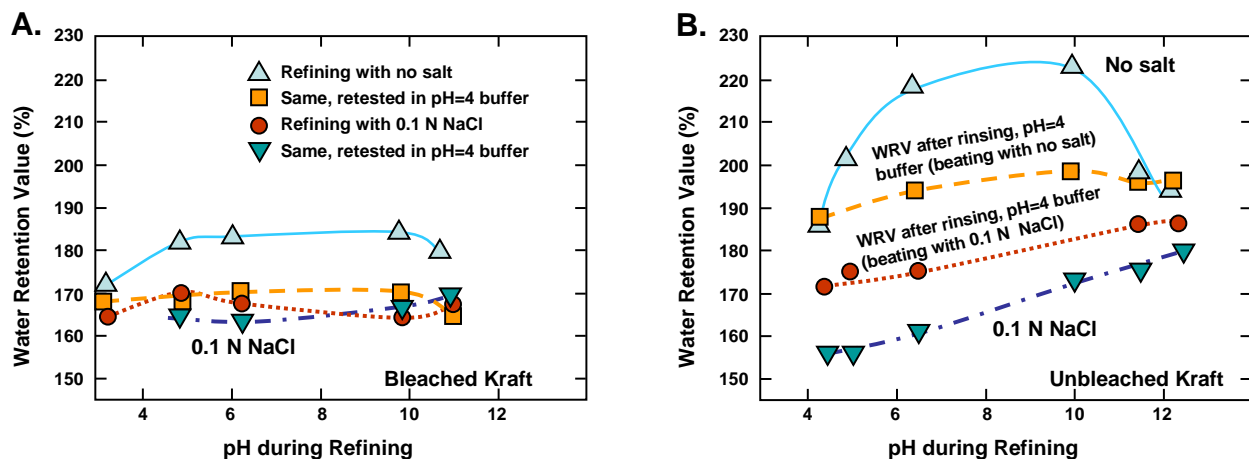 A.
Water Retention Value (%)
230
220
210
200
190
180
170
160
150
Refining with no salt
Same, retested in pH=4 buffer
Refining with 0.1 N NaCl
Same, retested in pH=4 buffer
0.1 N NaCl
Bleached Kraft
4 6 8 10 12
pH during Refining
B.
Water Retention Value (%)
230
220
210
200
190
180
170
160
150
No salt
WRV after rinsing, pH=4
buffer (beating with no salt)
WRV after rinsing, pH=4 buffer
(beating with 0.1 N NaCl)
0.1 N NaCl
Unbleached Kraft
4 6 8 10 12
pH during Refining